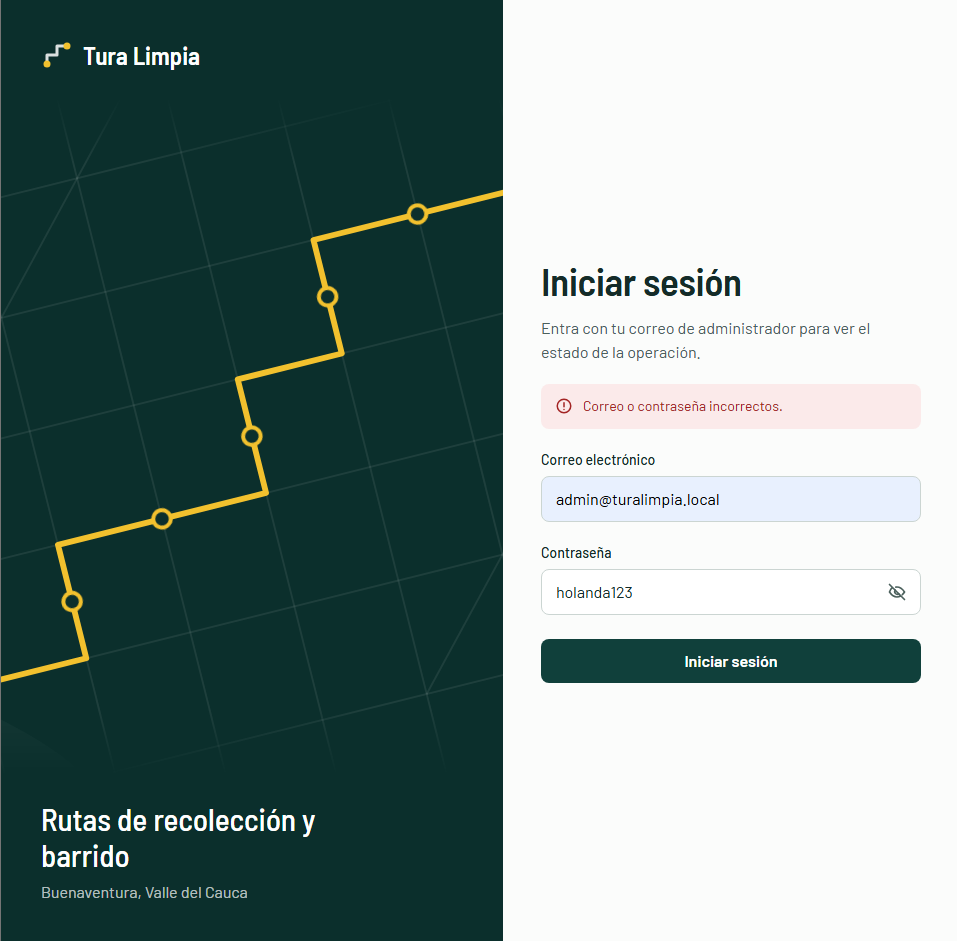 Tura Limpia
Rutas de recolección y
barrido
Buenaventura, Valle del Cauca
Iniciar sesión
Entra con tu correo de administrador para ver el
estado de la operación.
Correo o contraseña incorrectos.
Correo electrónico
admin@turalimpia.local
Contraseña
holanda123
Iniciar sesión